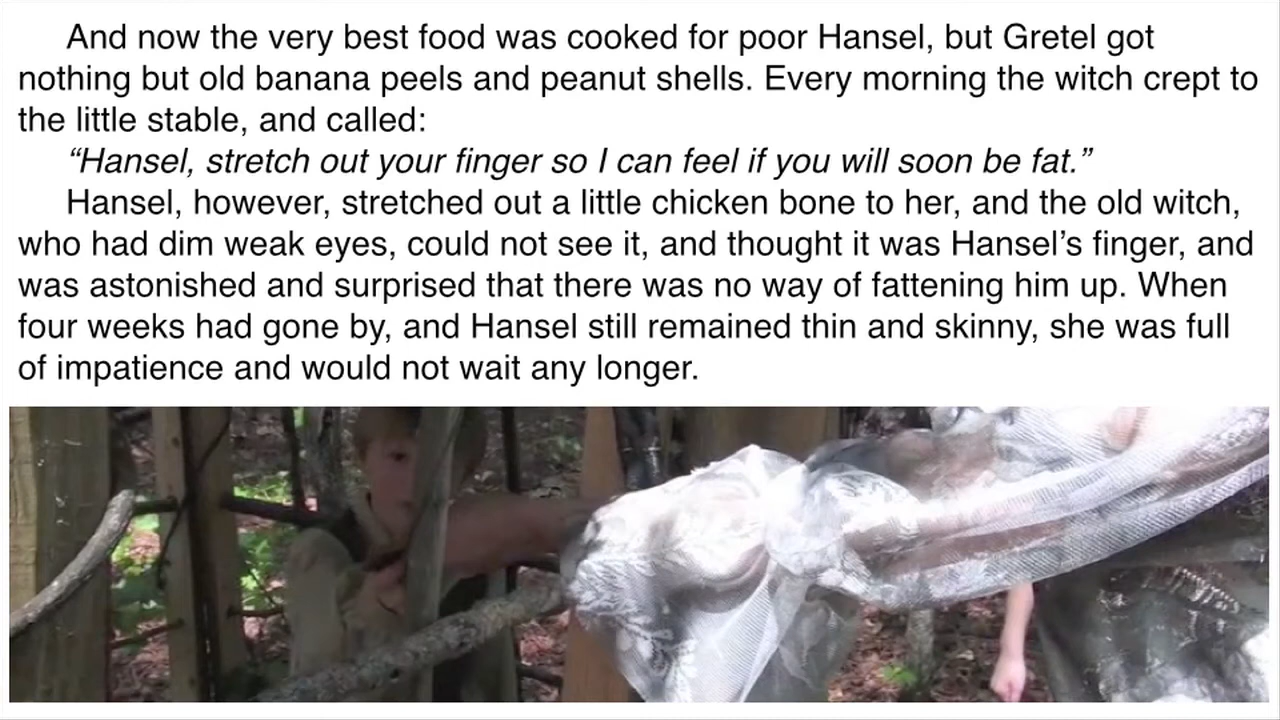 And now the very best food was cooked for poor Hansel, but Gretel got
nothing but old banana peels and peanut shells. Every morning the witch crept to
the little stable, and called:
“Hansel, stretch out your finger so I can feel if you will soon be fat.”
Hansel, however, stretched out a little chicken bone to her, and the old witch,
who had dim weak eyes, could not see it, and thought it was Hansel’s finger, and
was astonished and surprised that there was no way of fattening him up. When
four weeks had gone by, and Hansel still remained thin and skinny, she was full
of impatience and would not wait any longer.